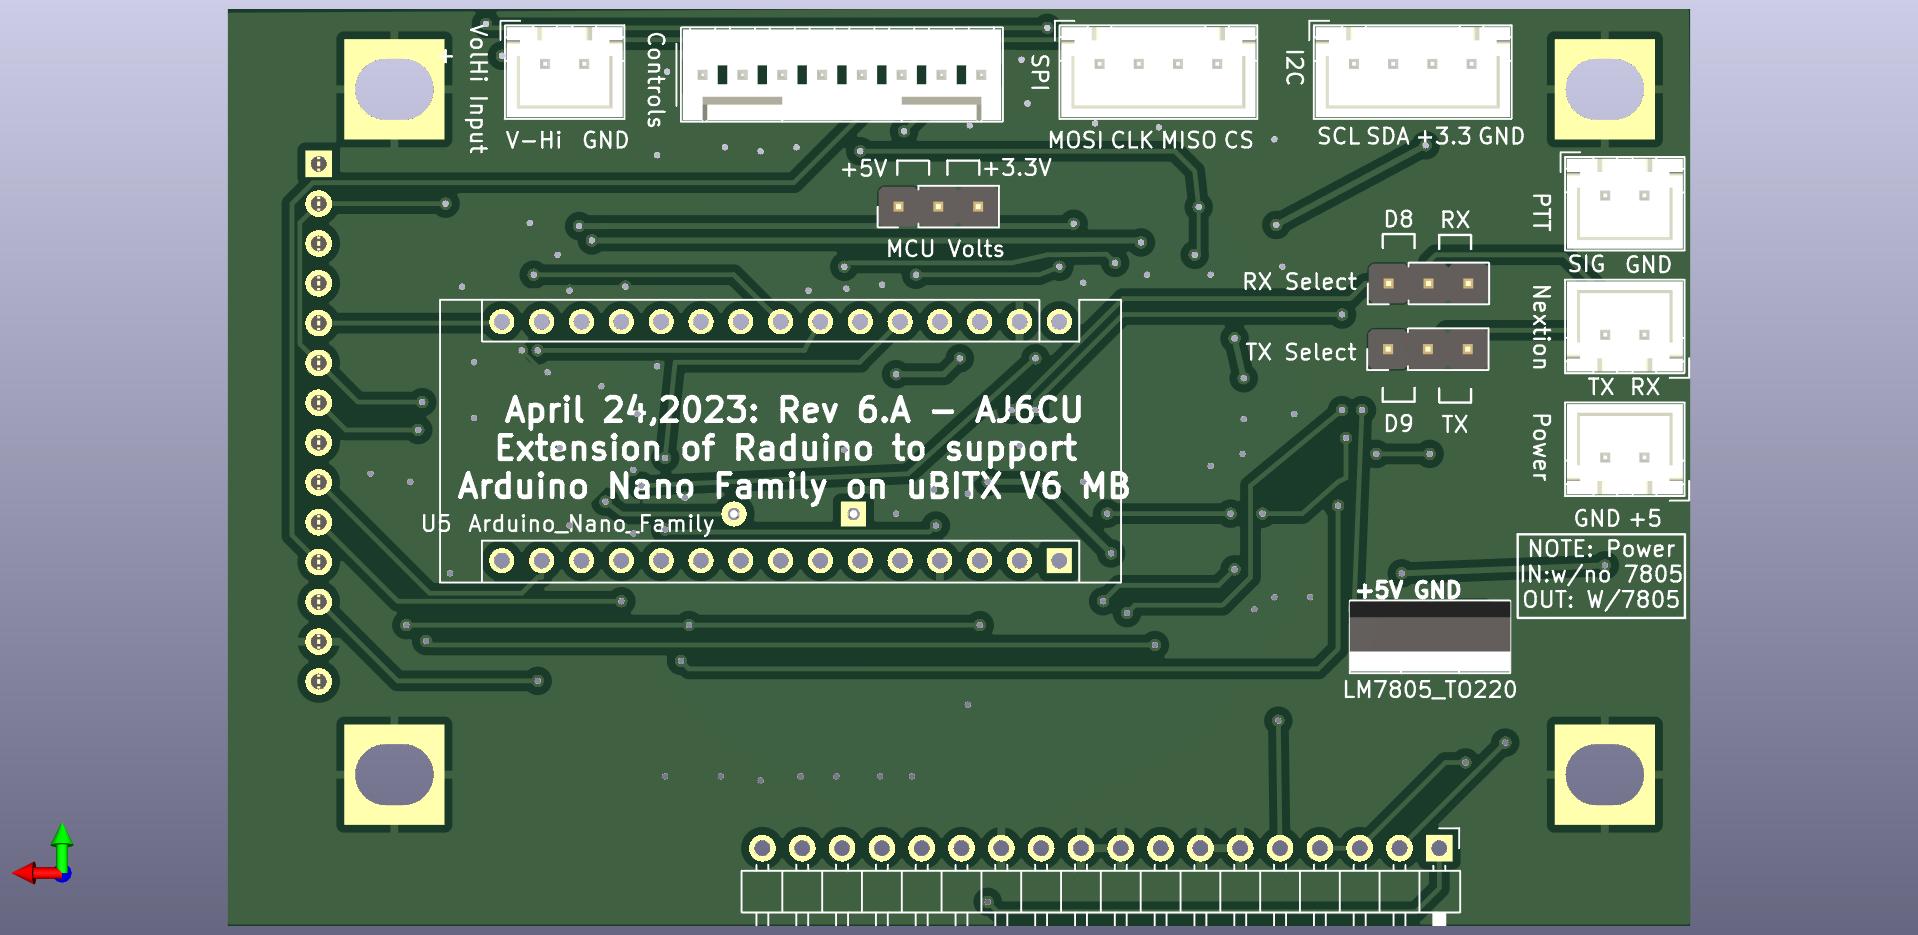 VolHi Input
+
V-Hi GND
Controls
SPI
MOSI CLK MISO CS
I2C
SCL SDA +3.3 GND
+5V
+3.3V
MCU Volts
PTT
SIG GND
D8 RX
RX Select
Nextion
TX Select
TX RX
D9 TX
Power
GND +5
April 24,2023: Rev 6.A - AJ6CU
Extension of Raduino to support
Arduino Nano Family on uBITX V6 MB
U5 Arduino_Nano_Family
NOTE: Power
IN:w/no 7805
OUT: W/7805
+5V GND
LM7805_TO220